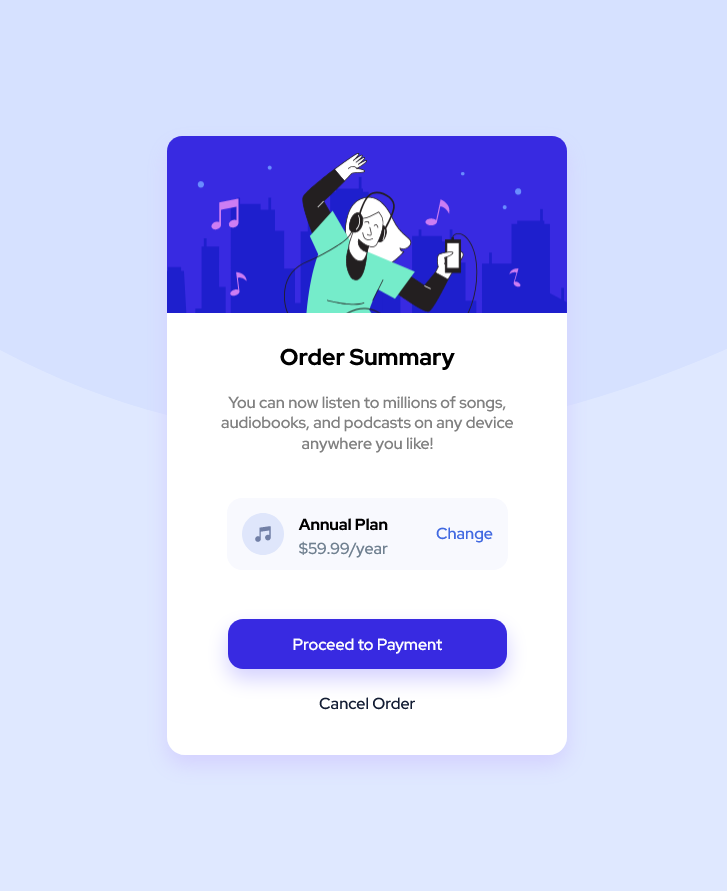 Order Summary
You can now listen to millions of songs,
audiobooks, and podcasts on any device
anywhere you like!
Annual Plan
$59.99/year
Change
Proceed to Payment
Cancel Order